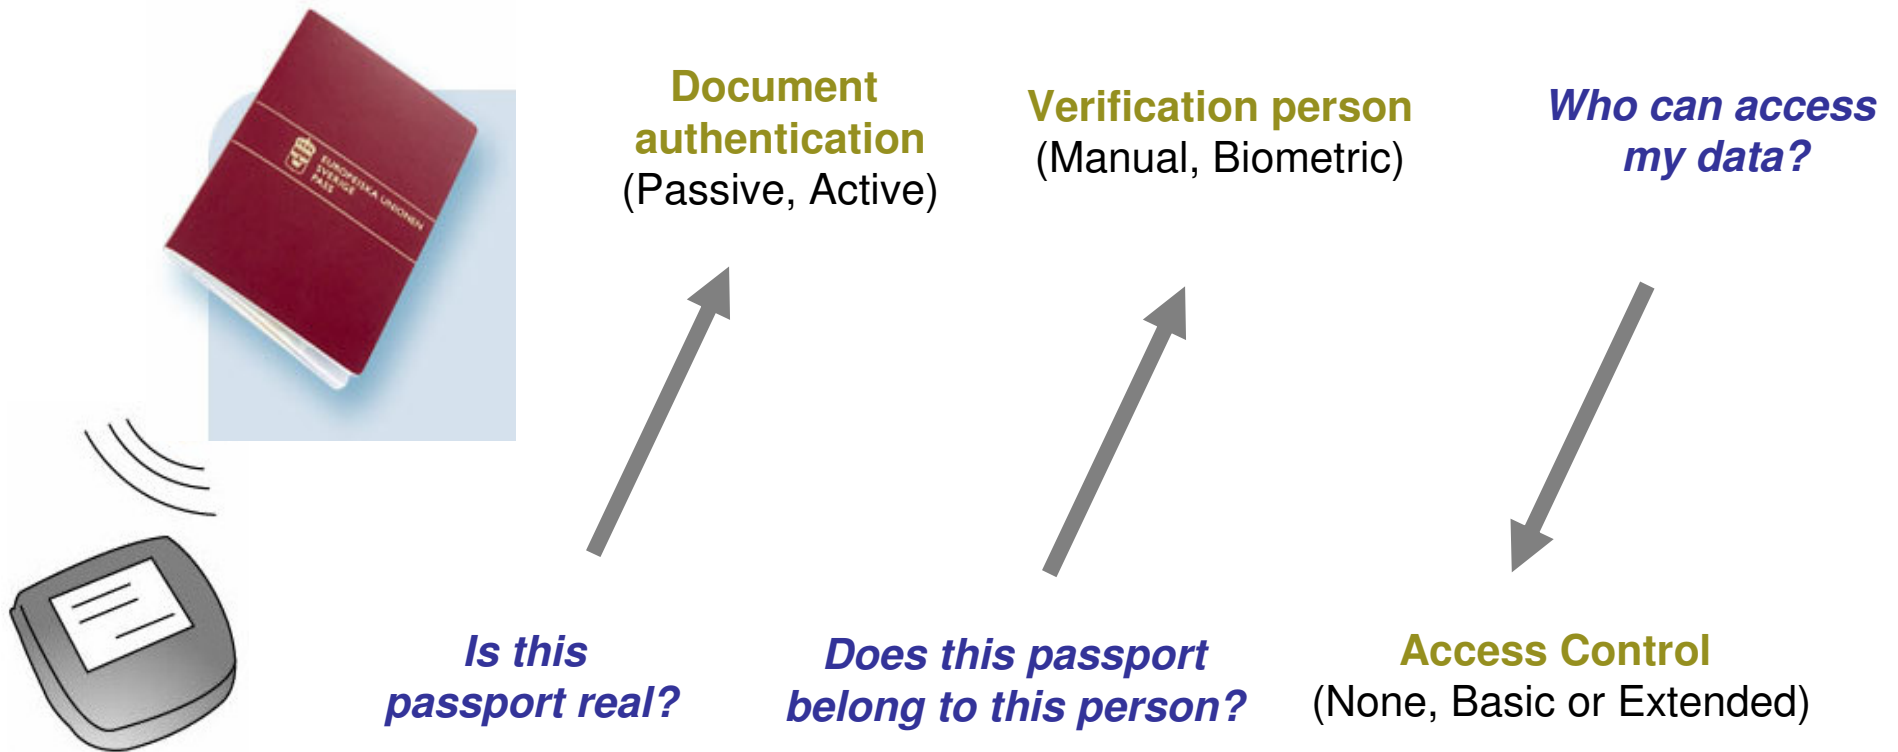 EUROPEISKA UNIONEN
SVERIGE
PASS
Document
authentication
(Passive, Active)
Verification person
(Manual, Biometric)
Who can access
my data?
Is this
passport real?
Does this passport
belong to this person?
Access Control
(None, Basic or Extended)